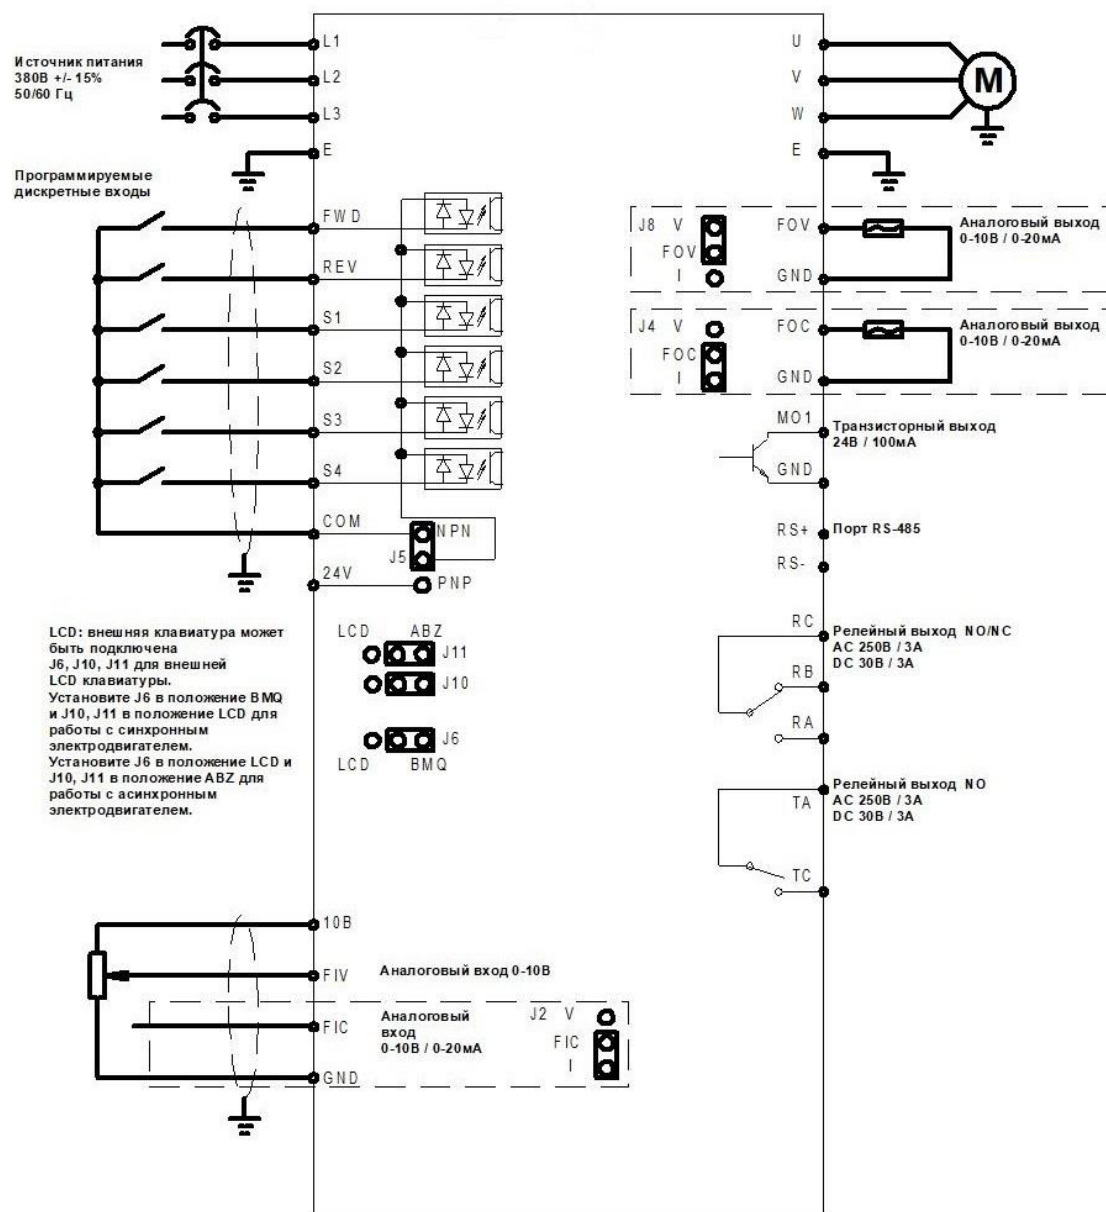 Источник питания
380В +/- 15%
50/60 Гц
L1
L2
L3
E
Программируемые
дискретные входы
FWD
REV
S1
S2
S3
S4
COM
NPN
J5
24V
PNP
LCD: внешняя клавиатура может
быть подключена
J6, J10, J11 для внешней
LCD клавиатуры.
Установите J6 в положение BMQ
и J10, J11 в положение LCD для
работы с синхронным
электродвигателем.
Установите J6 в положение LCD и
J10, J11 в положение ABZ для
работы с асинхронным
электродвигателем.
LCD ABZ
J11
J10
J6
LCD BMQ
10В
FIV
Аналоговый вход 0-10В
FIC
Аналоговый
вход
0-10В / 0-20мА
J2 V
FIC
I
GND
U
V
W
E
M
J8 V
FOV
I
FOV
GND
Аналоговый выход
0-10В / 0-20мА
J4 V
FOC
I
FOC
GND
Аналоговый выход
0-10В / 0-20мА
MO1
GND
Транзисторный выход
24В / 100мА
RS+
Порт RS-485
RS-
RC
Релейный выход NO/NC
AC 250В / 3А
DC 30В / 3А
RB
RA
TA
Релейный выход NO
AC 250В / 3А
DC 30В / 3А
TC